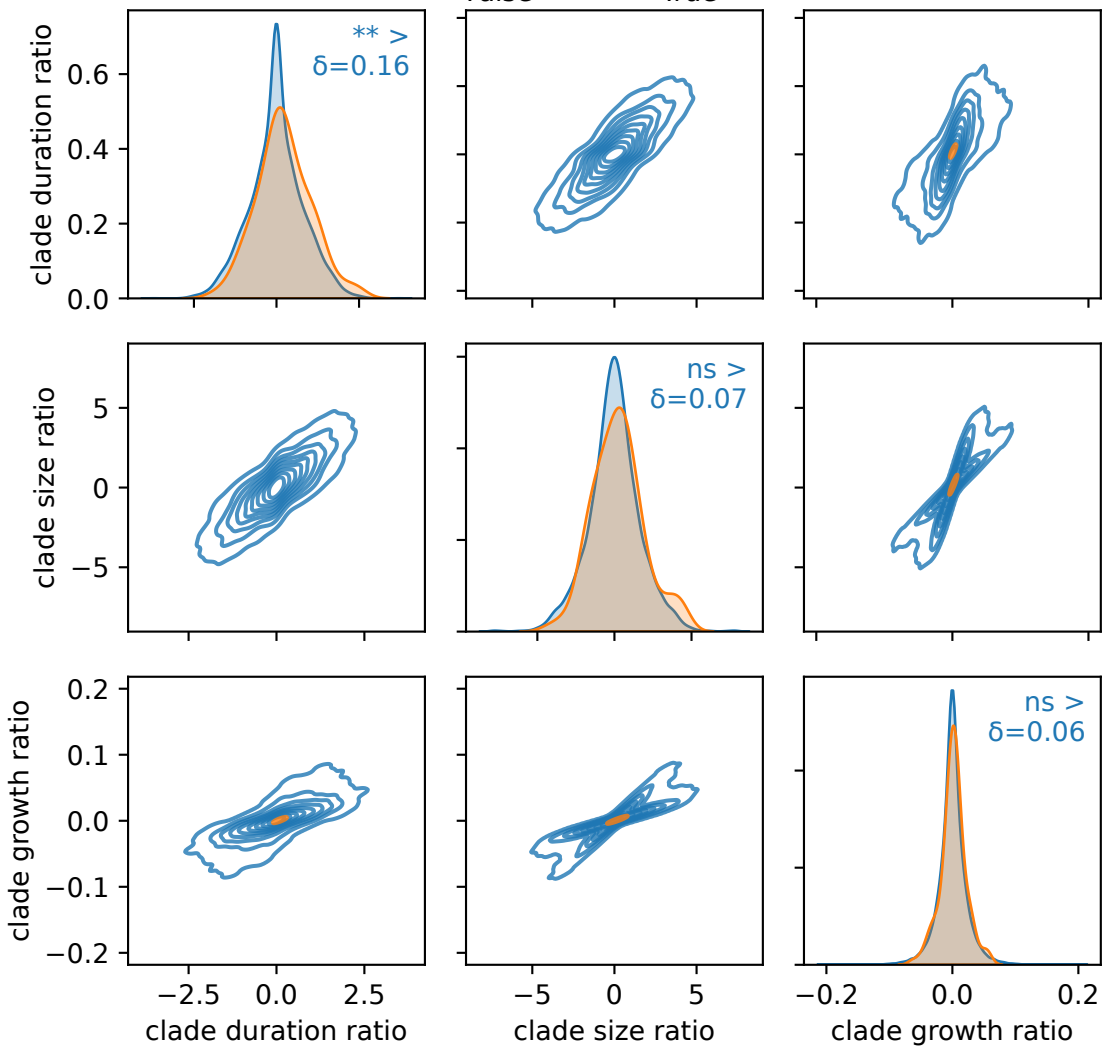 ** >
δ=0.16
clade duration ratio
0.6
0.4
0.2
0.0
ns >
δ=0.07
clade size ratio
5
0
−5
ns >
δ=0.06
clade growth ratio
0.2
0.1
0.0
−0.1
−0.2
−2.5 0.0 2.5
−5 0 5
−0.2 0.0 0.2
clade duration ratio
clade size ratio
clade growth ratio